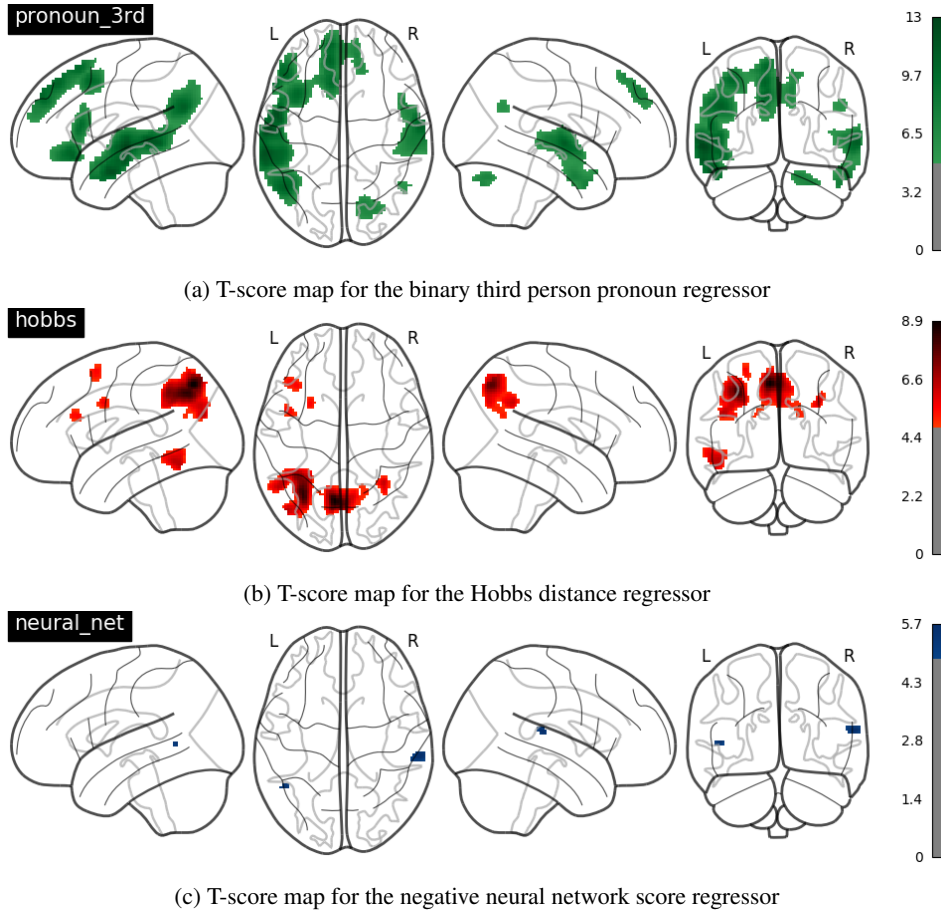 pronoun_3rd
L
R
L
R
13
9.7
6.5
3.2
0
(a) T-score map for the binary third person pronoun regressor
hobbs
L
R
L
R
8.9
6.6
4.4
2.2
0
(b) T-score map for the Hobbs distance regressor
neural_net
L
R
L
R
5.7
4.3
2.8
1.4
0
(c) T-score map for the negative neural network score regressor